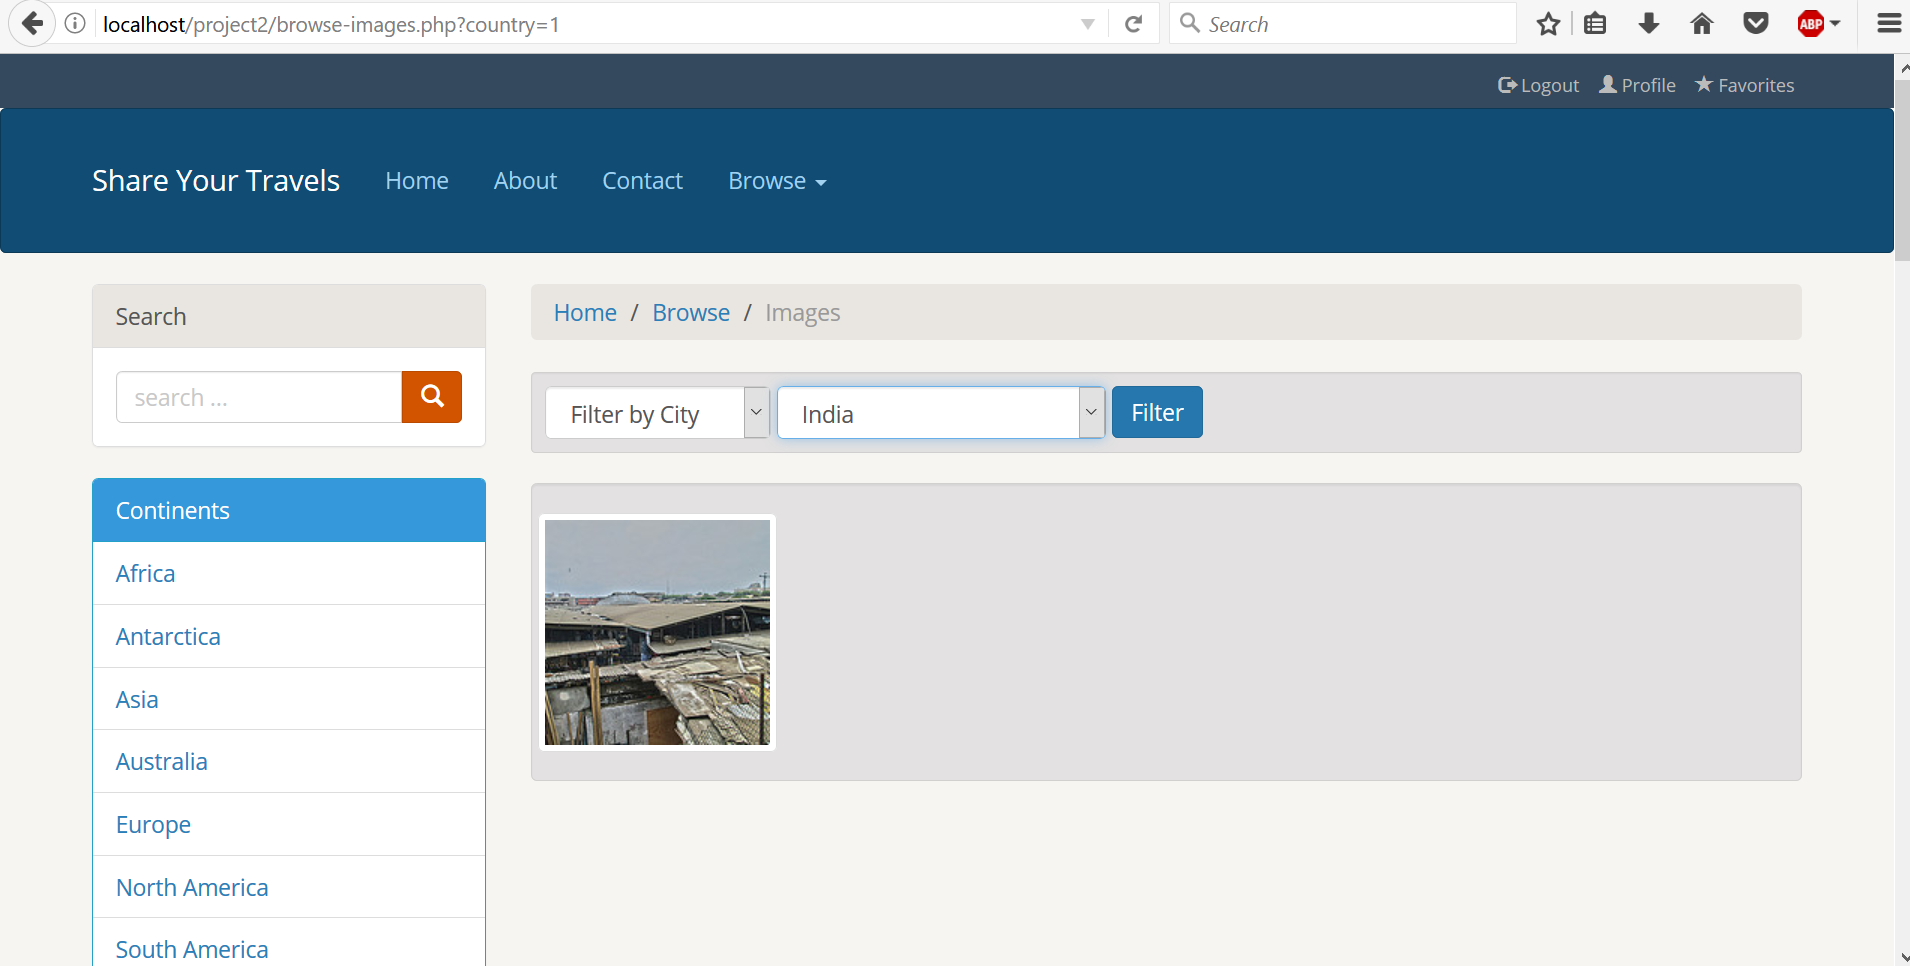 localhost/project2/browse-images.php?country=1
Search
ABP
Logout Profile Favorites
Share Your Travels Home About Contact Browse
Search
search ...
Continents
Africa
Antarctica
Asia
Australia
Europe
North America
South America
Home / Browse / Images
Filter by City India Filter